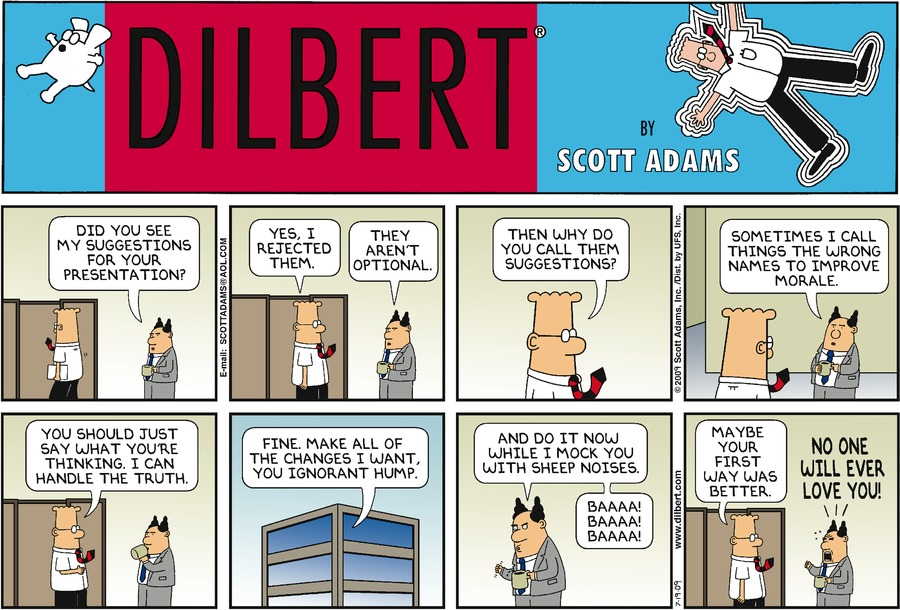 DILBERT®
BY
SCOTT ADAMS
DID YOU SEE
MY SUGGESTIONS
FOR YOUR
PRESENTATION?
E-mail: SCOTTADAMS@AOL.COM
YES, I
REJECTED
THEM.
THEY
AREN'T
OPTIONAL.
THEN WHY DO
YOU CALL THEM
SUGGESTIONS?
© 2009 Scott Adams, Inc./Dist. by UFS, Inc.
SOMETIMES I CALL
THINGS THE WRONG
NAMES TO IMPROVE
MORALE.
YOU SHOULD JUST
SAY WHAT YOU'RE
THINKING. I CAN
HANDLE THE TRUTH.
FINE. MAKE ALL OF
THE CHANGES I WANT,
YOU IGNORANT HUMP.
AND DO IT NOW
WHILE I MOCK YOU
WITH SHEEP NOISES.
BAAAA!
BAAAA!
BAAAA!
www.dilbert.com
7-19-09
MAYBE
YOUR
FIRST
WAY WAS
BETTER.
NO ONE
WILL EVER
LOVE YOU!